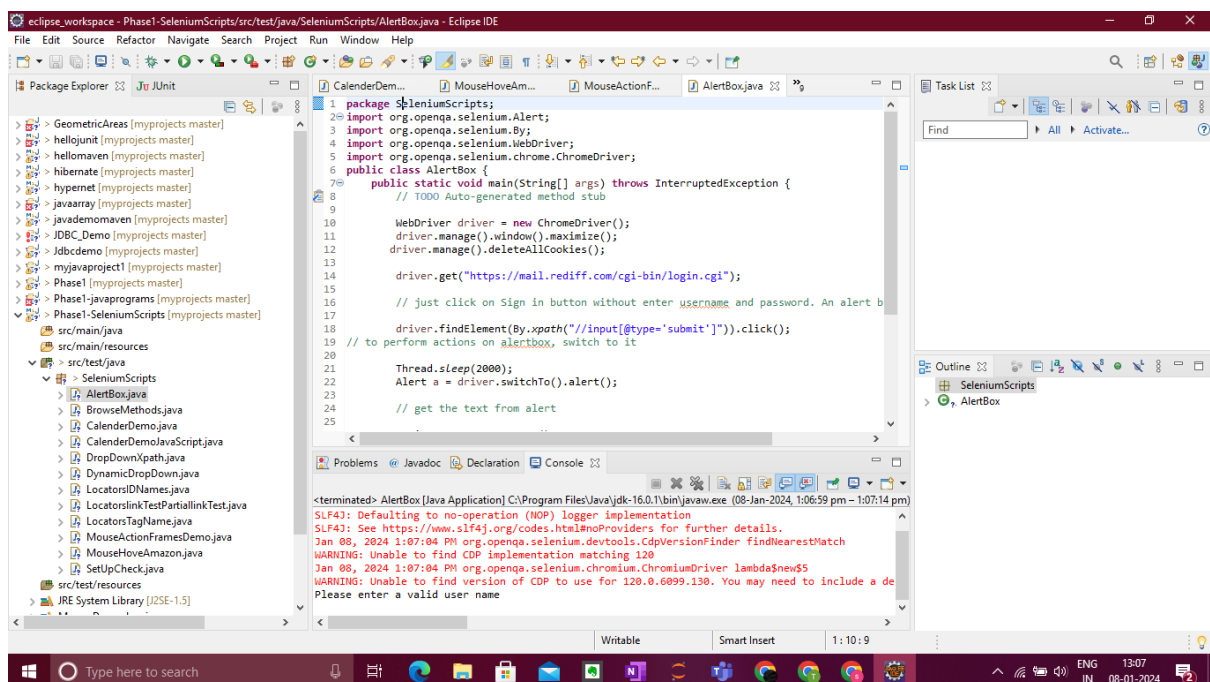 eclipse_workspace - Phase1-SeleniumScripts/src/test/java/SeleniumScripts/AlertBox.java - Eclipse IDE
File Edit Source Refactor Navigate Search Project Run Window Help
Package Explorer JUnit
> GeometricAreas [myprojects master]
> hellojunit [myprojects master]
> hellomaven [myprojects master]
> hibernate [myprojects master]
> hypernet [myprojects master]
> javaarray [myprojects master]
> javademomaven [myprojects master]
> JDBC_Demo [myprojects master]
> Jdbcdemo [myprojects master]
> myjavaproject1 [myprojects master]
> Phase1 [myprojects master]
> Phase1-javaprograms [myprojects master]
> Phase1-SeleniumScripts [myprojects master]
src/main/java
src/main/resources
> src/test/java
> SeleniumScripts
AlertBox.java
BrowseMethods.java
CalenderDemo.java
CalenderDemoJavaScript.java
DropDownXpath.java
DynamicDropDown.java
LocatorsIDNames.java
LocatorslinkTestPartiallinkTest.java
LocatorsTagName.java
MouseActionFramesDemo.java
MouseHoveAmazon.java
SetUpCheck.java
src/test/resources
JRE System Library [J2SE-1.5]
CalenderDem... MouseHoveAm... MouseActionF... AlertBox.java »9
1 package SeleniumScripts;
2 import org.openqa.selenium.Alert;
3 import org.openqa.selenium.By;
4 import org.openqa.selenium.WebDriver;
5 import org.openqa.selenium.chrome.ChromeDriver;
6 public class AlertBox {
7 public static void main(String[] args) throws InterruptedException {
8 // TODO Auto-generated method stub
9
10 WebDriver driver = new ChromeDriver();
11 driver.manage().window().maximize();
12 driver.manage().deleteAllCookies();
13
14 driver.get("https://mail.rediff.com/cgi-bin/login.cgi");
15
16 // just click on Sign in button without enter username and password. An alert b
17
18 driver.findElement(By.xpath("//input[@type='submit']")).click();
19 // to perform actions on alertbox, switch to it
20
21 Thread.sleep(2000);
22 Alert a = driver.switchTo().alert();
23
24 // get the text from alert
25
Problems Javadoc Declaration Console
<terminated> AlertBox [Java Application] C:\Program Files\Java\jdk-16.0.1\bin\javaw.exe (08-Jan-2024, 1:06:59 pm – 1:07:14 pm)
SLF4J: Defaulting to no-operation (NOP) logger implementation
SLF4J: See https://www.slf4j.org/codes.html#noProviders for further details.
Jan 08, 2024 1:07:04 PM org.openqa.selenium.devtools.CdpVersionFinder findNearestMatch
WARNING: Unable to find CDP implementation matching 120
Jan 08, 2024 1:07:04 PM org.openqa.selenium.chromium.ChromiumDriver lambda$new$5
WARNING: Unable to find version of CDP to use for 120.0.6099.130. You may need to include a de
Please enter a valid user name
Task List
Find All Activate...
Outline
SeleniumScripts
AlertBox
Writable Smart Insert 1 : 10 : 9
Type here to search
ENG
IN
13:07
08-01-2024
2